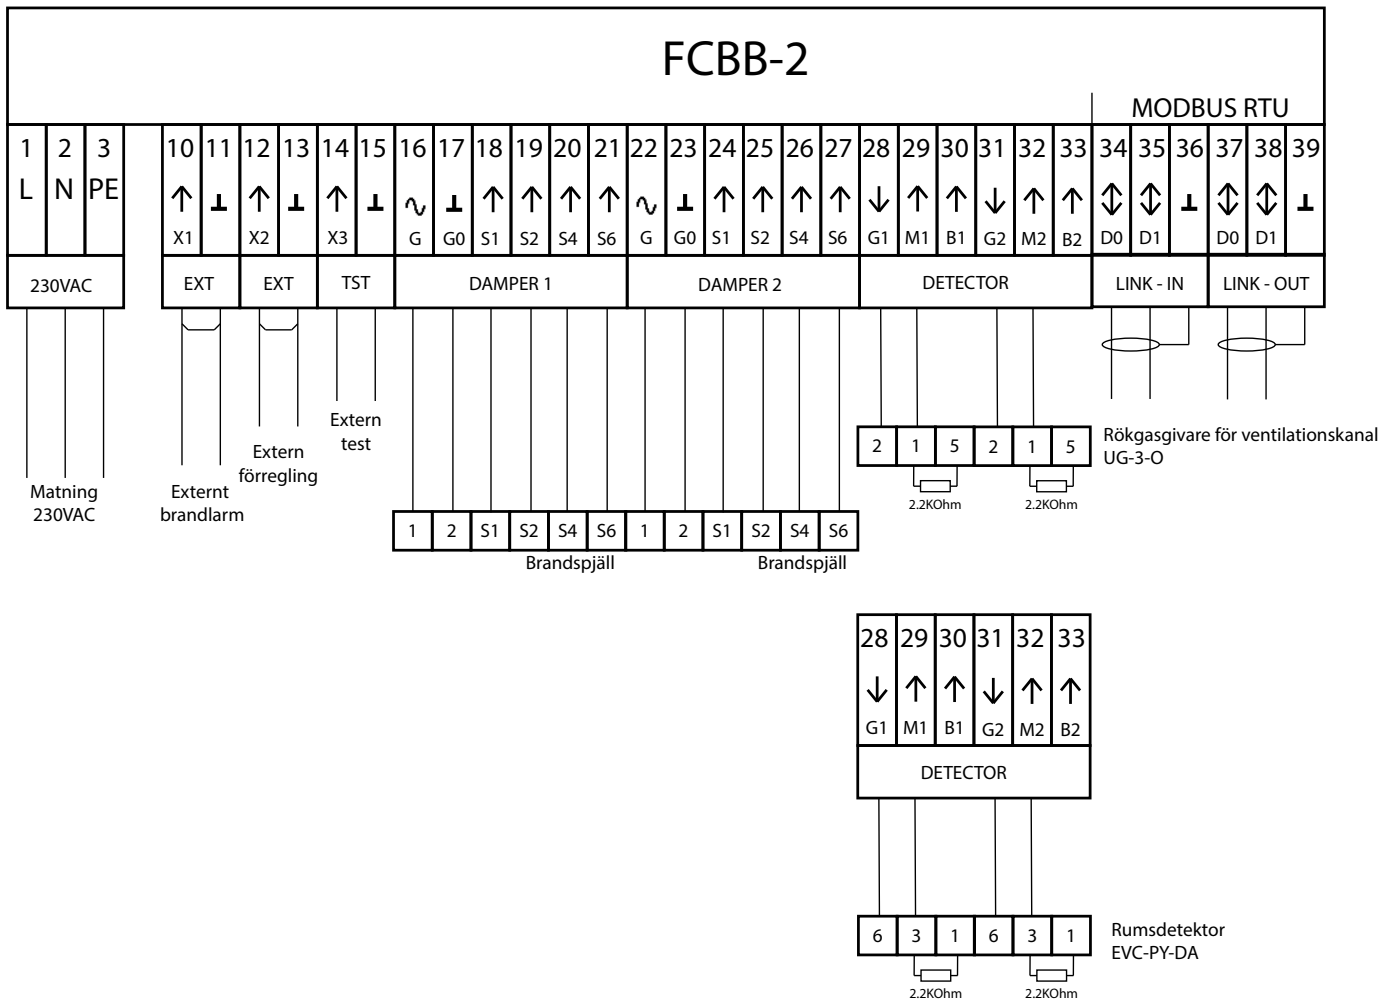 FCBB-2
MODBUS RTU
1 2 3 10 11 12 13 14 15 16 17 18 19 20 21 22 23 24 25 26 27 28 29 30 31 32 33 34 35 36 37 38 39
L N PE
X1 X2 X3 G G0 S1 S2 S4 S6 G G0 S1 S2 S4 S6 G1 M1 B1 G2 M2 B2 D0 D1 D0 D1
230VAC EXT EXT TST DAMPER 1 DAMPER 2 DETECTOR LINK - IN LINK - OUT
Matning
230VAC
Externt
brandlarm
Extern
förregling
Extern
test
1 2 S1 S2 S4 S6 1 2 S1 S2 S4 S6
Brandspjäll Brandspjäll
2 1 5 2 1 5
2.2KOhm 2.2KOhm
Rökgasgivare för ventilationskanal
UG-3-O
28 29 30 31 32 33
G1 M1 B1 G2 M2 B2
DETECTOR
6 3 1 6 3 1
2.2KOhm 2.2KOhm
Rumsdetektor
EVC-PY-DA